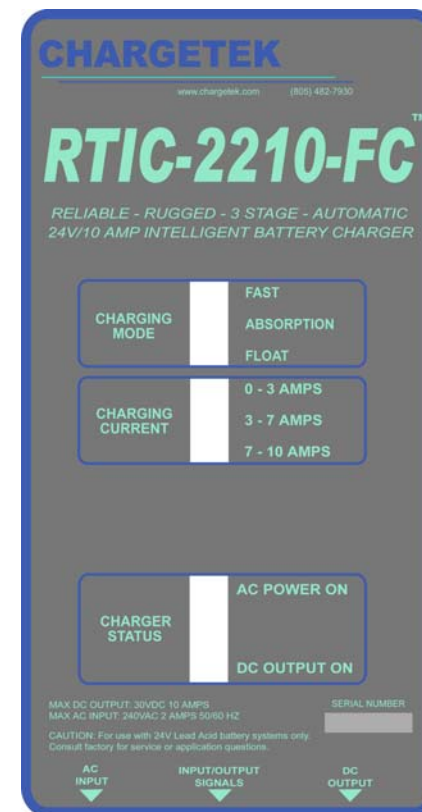 CHARGETEK
www.chargetek.com (805) 482-7930
RTIC-2210-FC™
RELIABLE - RUGGED - 3 STAGE - AUTOMATIC
24V/10 AMP INTELLIGENT BATTERY CHARGER
CHARGING
MODE
FAST
ABSORPTION
FLOAT
CHARGING
CURRENT
0 - 3 AMPS
3 - 7 AMPS
7 - 10 AMPS
CHARGER
STATUS
AC POWER ON
DC OUTPUT ON
MAX DC OUTPUT: 30VDC 10 AMPS
MAX AC INPUT: 240VAC 2 AMPS 50/60 HZ
SERIAL NUMBER
CAUTION: For use with 24V Lead Acid battery systems only.
Consult factory for service or application questions.
AC
INPUT
INPUT/OUTPUT
SIGNALS
DC
OUTPUT